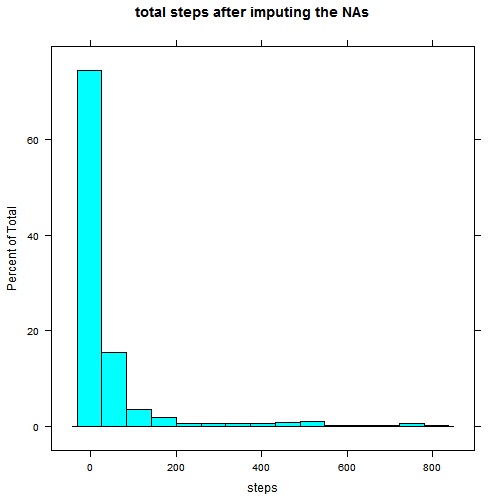 total steps after imputing the NAs
Percent of Total
60
40
20
0
0 200 400 600 800
steps